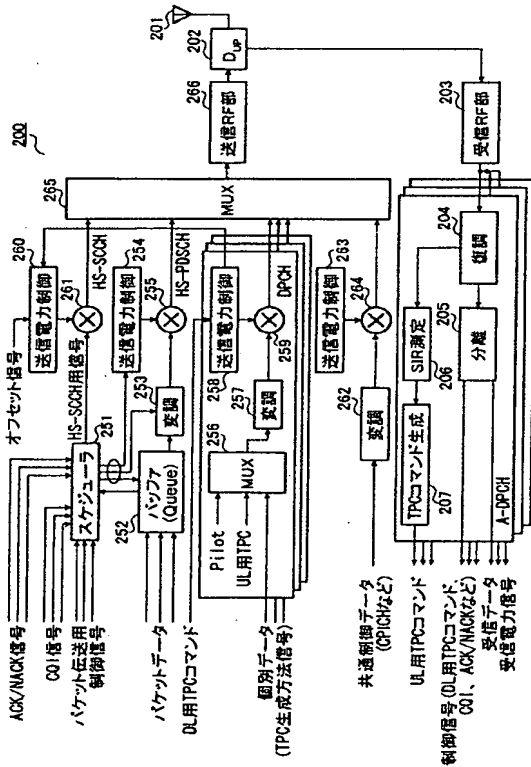 200
ACK/NACK信号
CQI信号
パケット伝送用
制御信号
パケットデータ
DL用TPCコマンド
個別データ
(TPC生成方法(信号)
共通制御データ
(CPICHなど)
UL用TPCコマンド
制御信号(DL用TPCコマンド、
CQI、ACK/NACKなど)
受信データ
受信電力信号
オフセット信号
HS-SCCH用信号
251
スケジューラ
252
バッファ
(Queue)
253
変調
260
送信電力制御
261
HS-SCCH
254
送信電力制御
255
HS-PDSCH
Pilot
UL用TPC
256
MUX
257
変調
258
送信電力制御
259
DPCH
262
変調
263
送信電力制御
264
265
MUX
266
送信RF部
201
202
DUP
203
受信RF部
204
復調
205
分離
206
SIR測定
207
TPCコマンド生成
A-DPCH